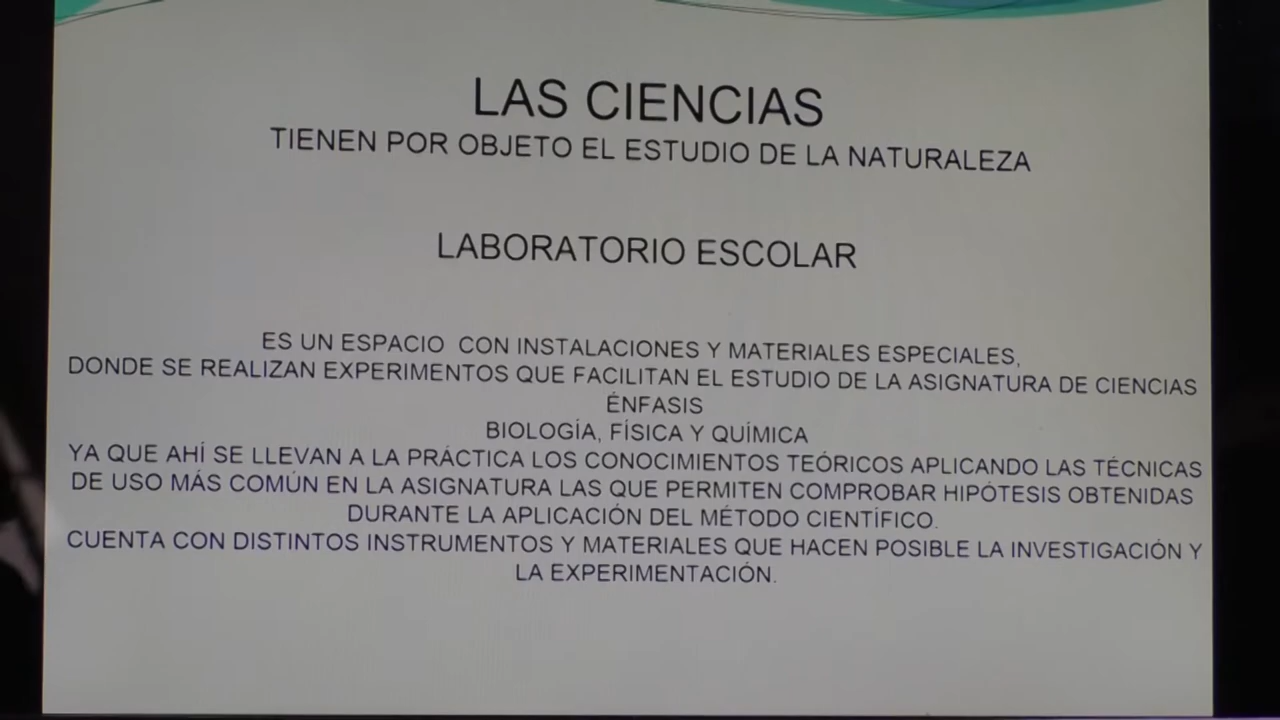 LAS CIENCIAS
TIENEN POR OBJETO EL ESTUDIO DE LA NATURALEZA
LABORATORIO ESCOLAR
ES UN ESPACIO CON INSTALACIONES Y MATERIALES ESPECIALES,
DONDE SE REALIZAN EXPERIMENTOS QUE FACILITAN EL ESTUDIO DE LA ASIGNATURA DE CIENCIAS
ÉNFASIS
BIOLOGÍA, FÍSICA Y QUÍMICA
YA QUE AHÍ SE LLEVAN A LA PRÁCTICA LOS CONOCIMIENTOS TEÓRICOS APLICANDO LAS TÉCNICAS
DE USO MÁS COMÚN EN LA ASIGNATURA LAS QUE PERMITEN COMPROBAR HIPÓTESIS OBTENIDAS
DURANTE LA APLICACIÓN DEL MÉTODO CIENTÍFICO.
CUENTA CON DISTINTOS INSTRUMENTOS Y MATERIALES QUE HACEN POSIBLE LA INVESTIGACIÓN Y
LA EXPERIMENTACIÓN.